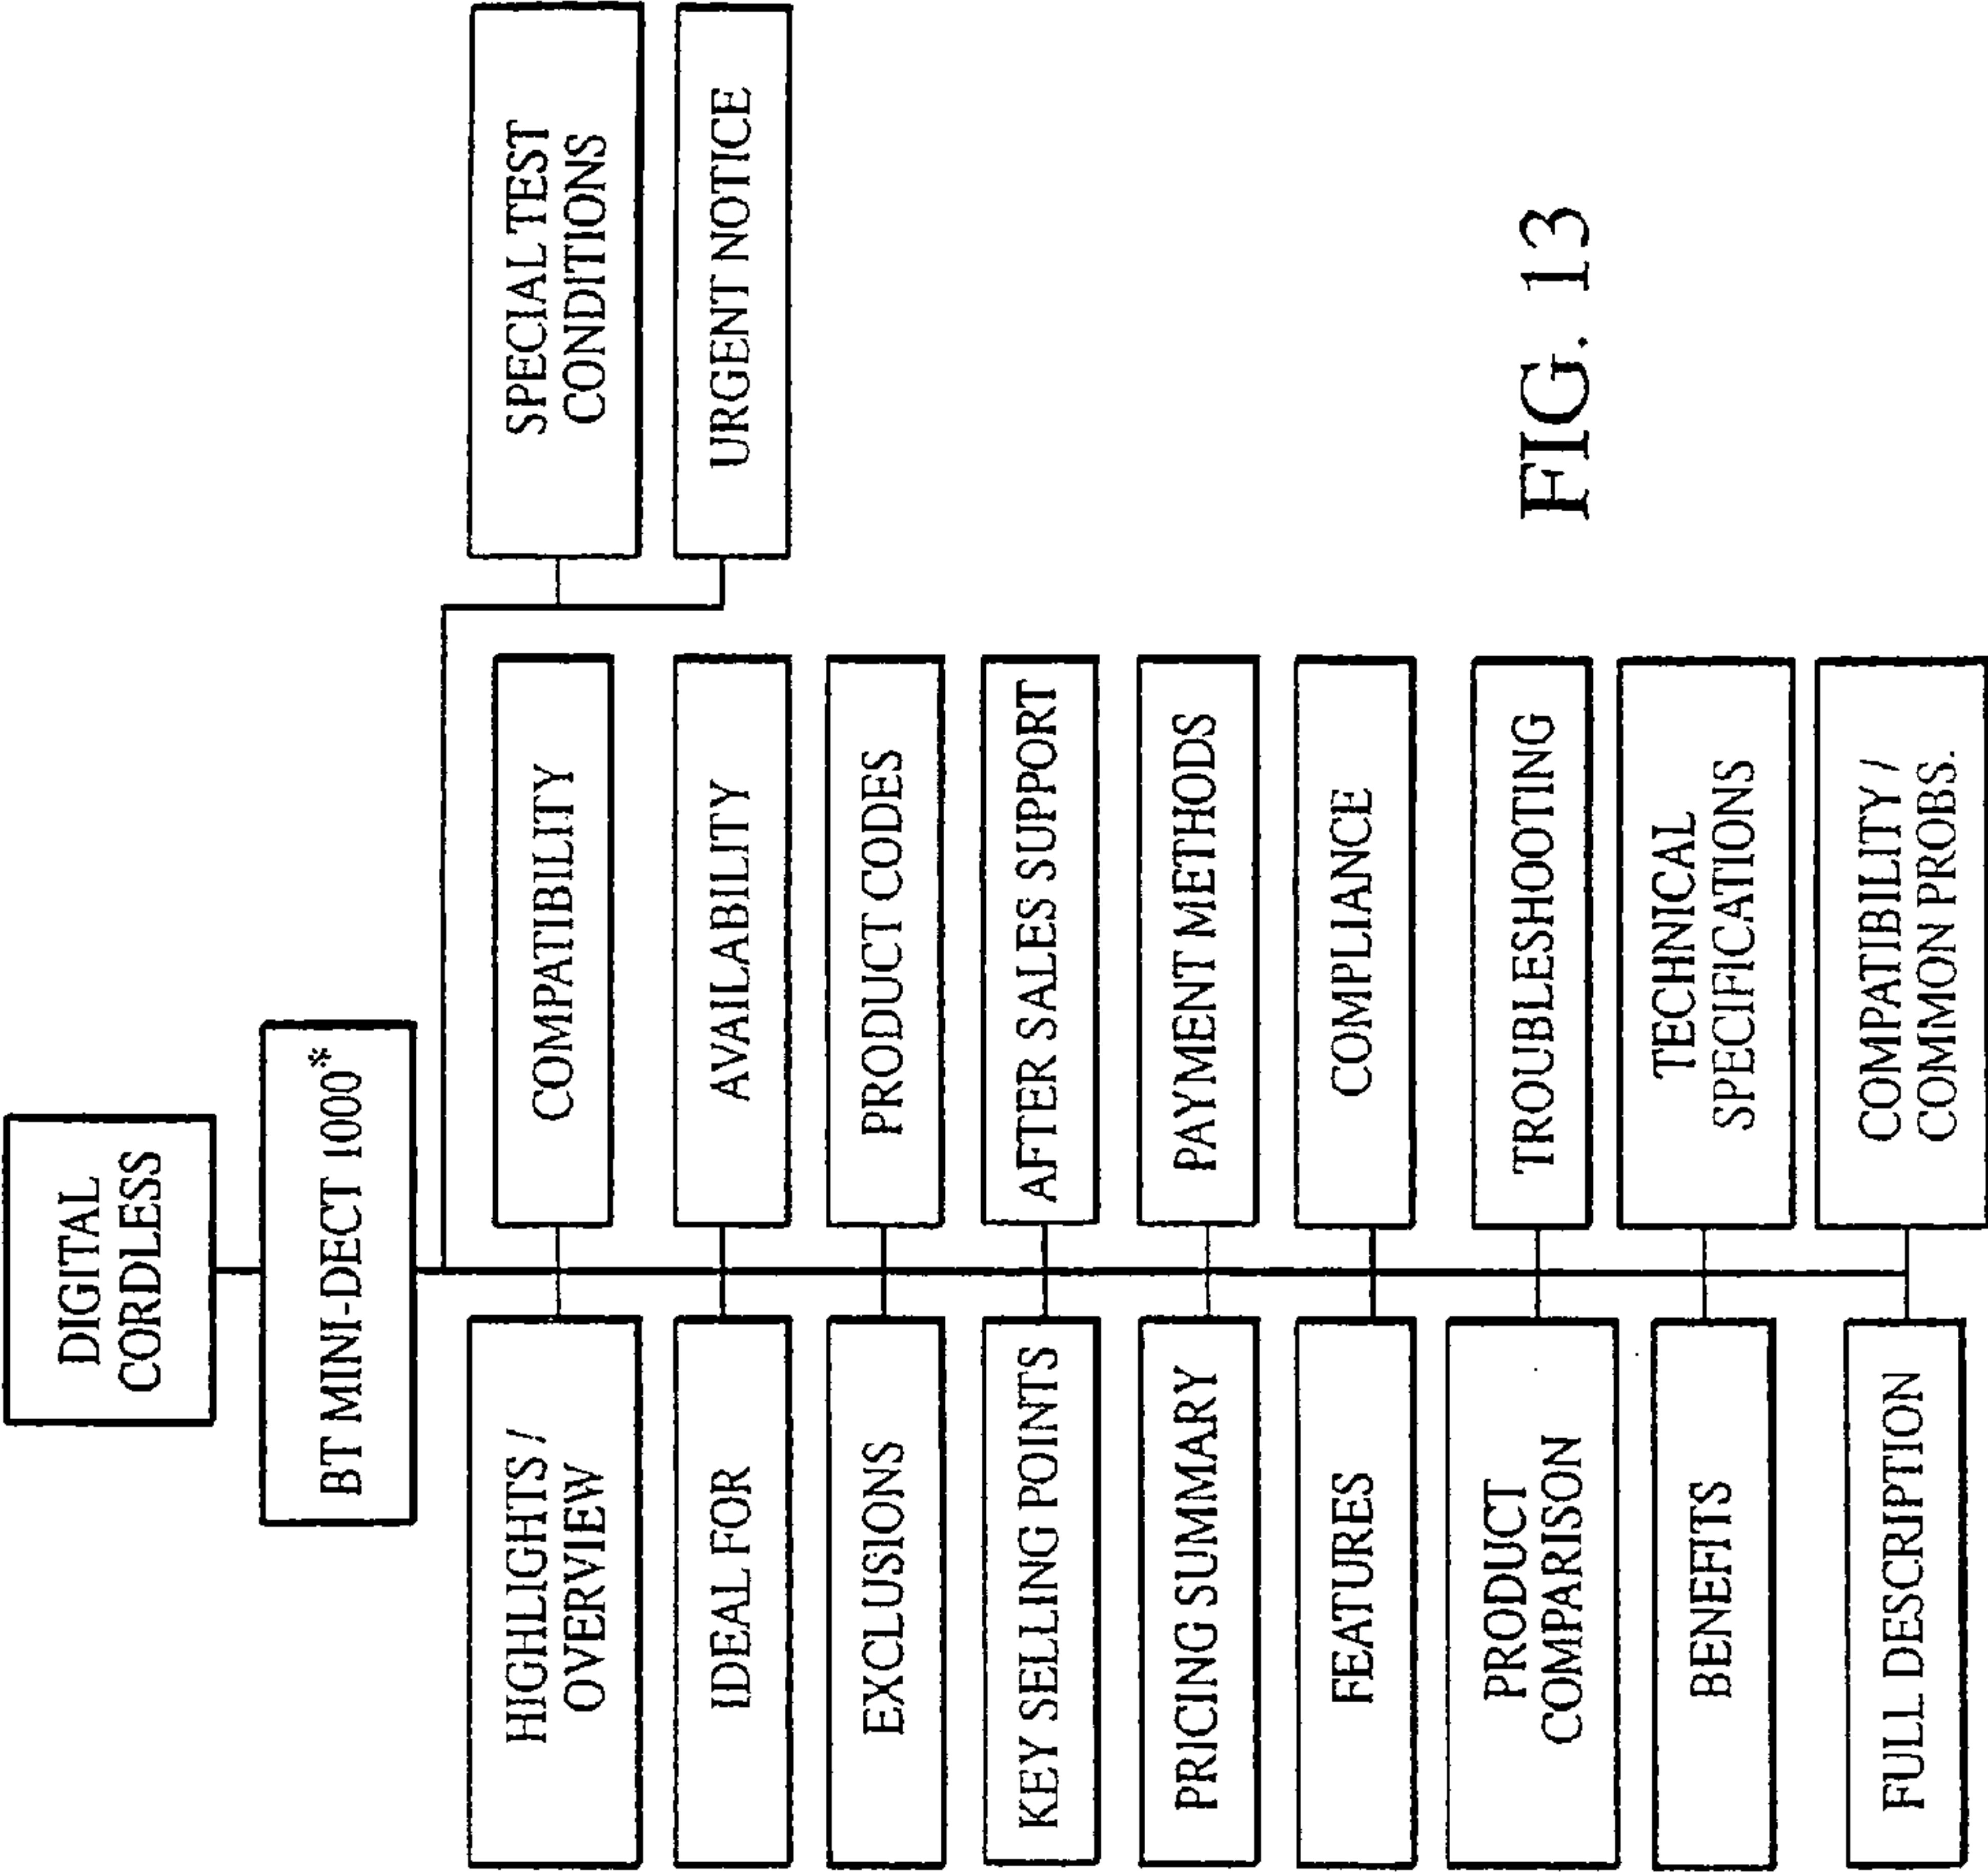 DIGITAL
CORDLESS
BT MINI-DECT 1000*
HIGHLIGHTS /
OVERVIEW
COMPATIBILITY
SPECIAL TEST
CONDITIONS
IDEAL FOR
AVAILABILITY
URGENT NOTICE
EXCLUSIONS
PRODUCT CODES
KEY SELLING POINTS
AFTER SALES SUPPORT
PRICING SUMMARY
PAYMENT METHODS
FEATURES
COMPLIANCE
PRODUCT
COMPARISON
TROUBLESHOOTING
BENEFITS
TECHNICAL
SPECIFICATIONS
FULL DESCRIPTION
COMPATIBILITY /
COMMON PROBS.
FIG. 13